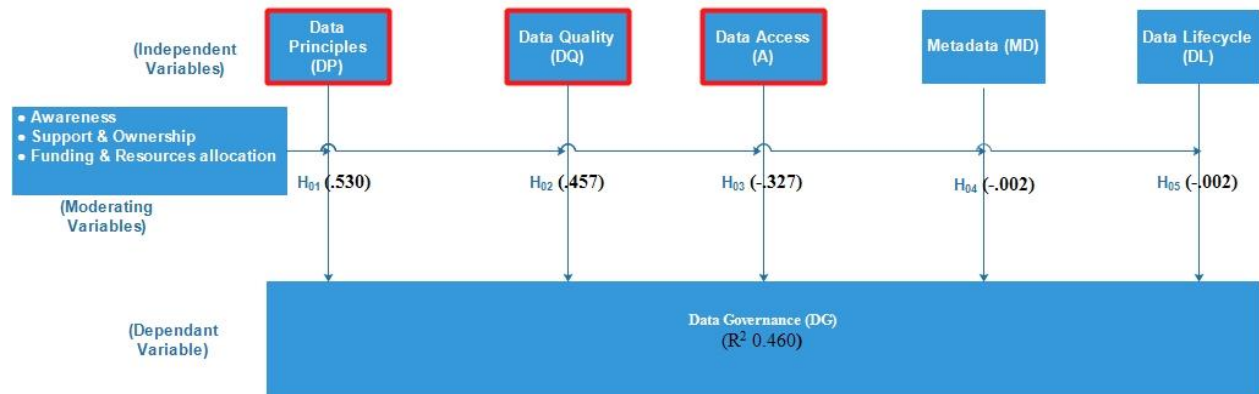 Data
Principles
(DP)
Data Quality
(DQ)
Data Access
(A)
Metadata (MD)
Data Lifecycle
(DL)
(Independent
Variables)
● Awareness
● Support & Ownership
● Funding & Resources allocation
H01 (.530)
H02 (.457)
H03 (-.327)
H04 (-.002)
H05 (-.002)
(Moderating
Variables)
(Dependant
Variable)
Data Governance (DG)
(R² 0.460)